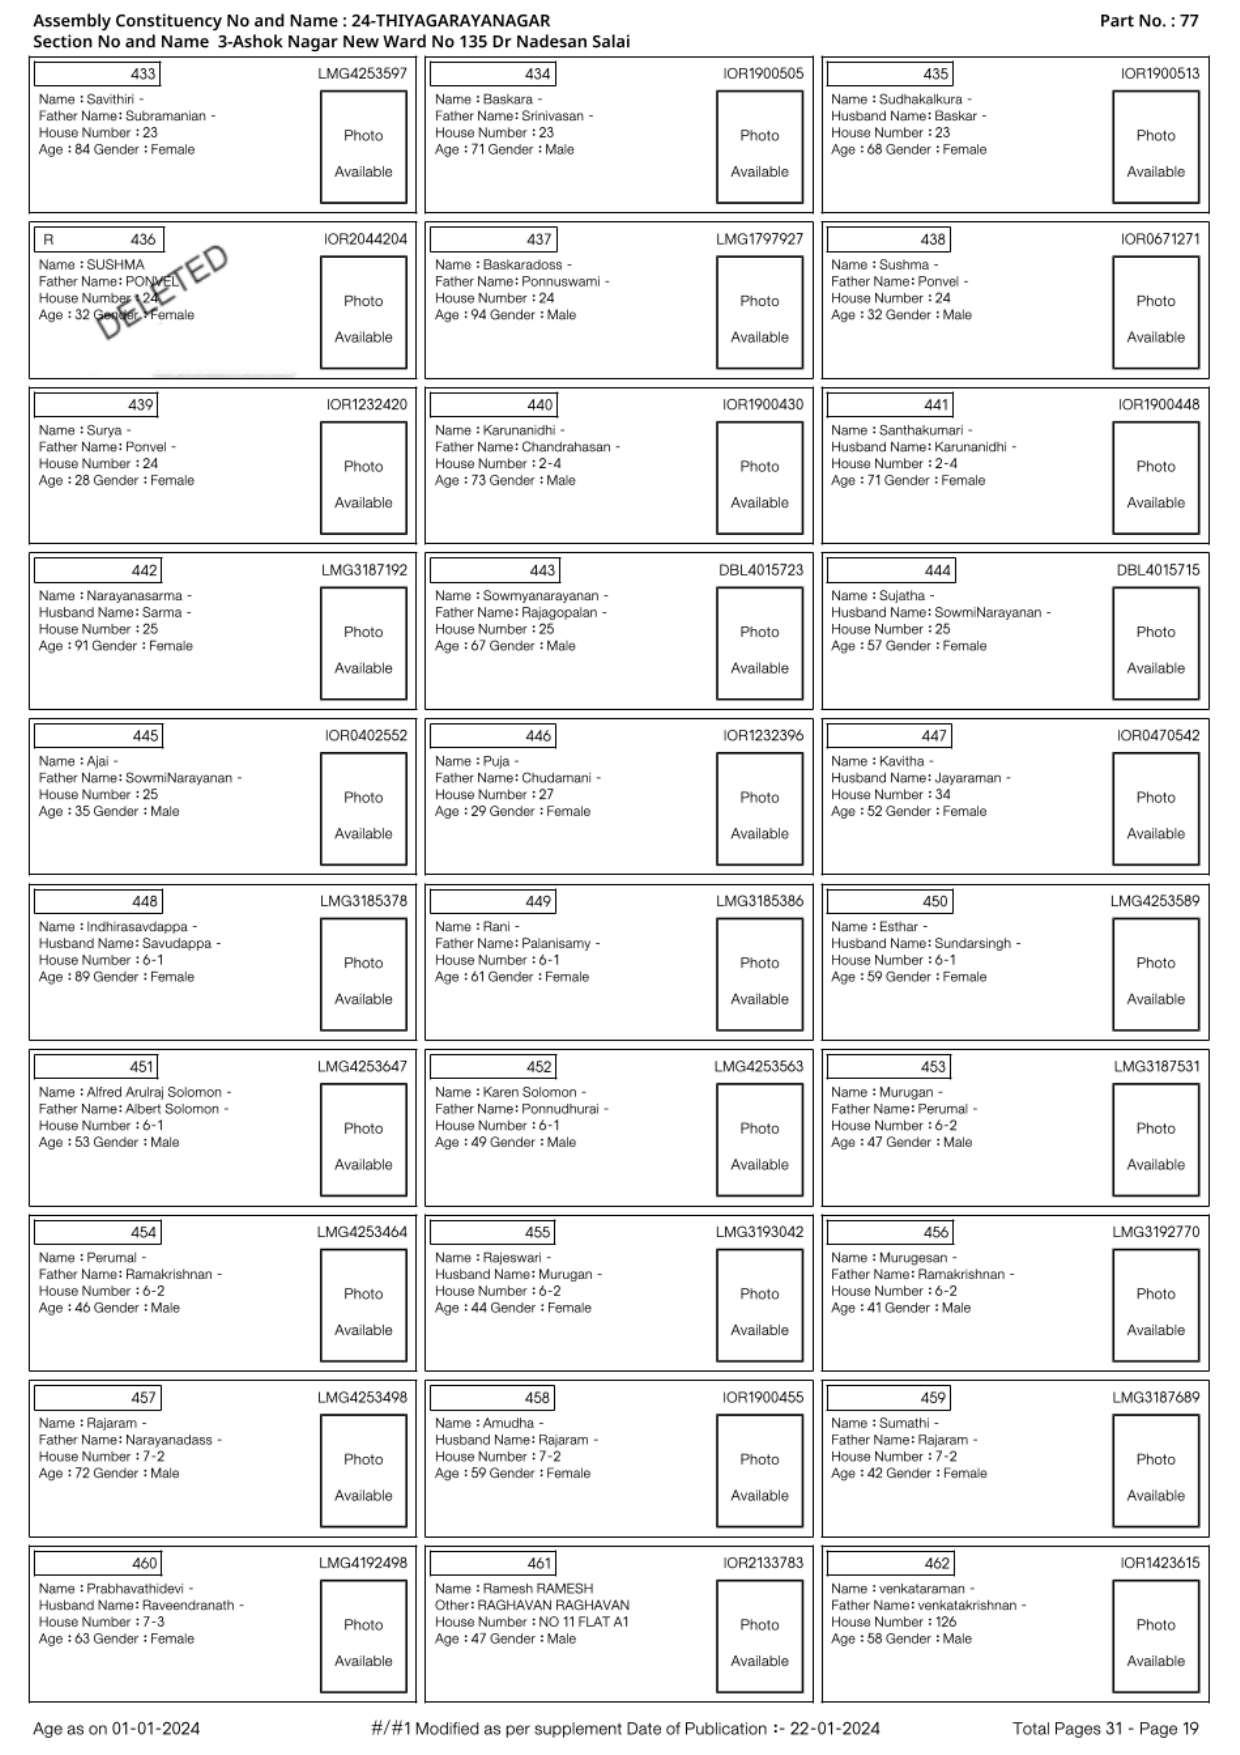 Assembly Constituency No and Name : 24-THIYAGARAYANAGAR
Part No. : 77
Section No and Name 3-Ashok Nagar New Ward No 135 Dr Nadesan Salai
433 LMG4253597
Name : Savithiri -
Father Name: Subramanian -
House Number : 23
Age : 84 Gender : Female
Photo
Available
434 IOR1900505
Name : Baskara -
Father Name: Srinivasan -
House Number : 23
Age : 71 Gender : Male
Photo
Available
435 IOR1900513
Name : Sudhakalkura -
Husband Name: Baskar -
House Number : 23
Age : 68 Gender : Female
Photo
Available
R 436 IOR2044204
Name : SUSHMA
Father Name: PONVEL
House Number : 24
Age : 32 Gender : Female
DELETED
Photo
Available
437 LMG1797927
Name : Baskaradoss -
Father Name: Ponnuswami -
House Number : 24
Age : 94 Gender : Male
Photo
Available
438 IOR0671271
Name : Sushma -
Father Name: Ponvel -
House Number : 24
Age : 32 Gender : Male
Photo
Available
439 IOR1232420
Name : Surya -
Father Name: Ponvel -
House Number : 24
Age : 28 Gender : Female
Photo
Available
440 IOR1900430
Name : Karunanidhi -
Father Name: Chandrahasan -
House Number : 2-4
Age : 73 Gender : Male
Photo
Available
441 IOR1900448
Name : Santhakumari -
Husband Name: Karunanidhi -
House Number : 2-4
Age : 71 Gender : Female
Photo
Available
442 LMG3187192
Name : Narayanasarma -
Husband Name: Sarma -
House Number : 25
Age : 91 Gender : Female
Photo
Available
443 DBL4015723
Name : Sowmyanarayanan -
Father Name: Rajagopalan -
House Number : 25
Age : 67 Gender : Male
Photo
Available
444 DBL4015715
Name : Sujatha -
Husband Name: SowmiNarayanan -
House Number : 25
Age : 57 Gender : Female
Photo
Available
445 IOR0402552
Name : Ajai -
Father Name: SowmiNarayanan -
House Number : 25
Age : 35 Gender : Male
Photo
Available
446 IOR1232396
Name : Puja -
Father Name: Chudamani -
House Number : 27
Age : 29 Gender : Female
Photo
Available
447 IOR0470542
Name : Kavitha -
Husband Name: Jayaraman -
House Number : 34
Age : 52 Gender : Female
Photo
Available
448 LMG3185378
Name : Indhirasavdappa -
Husband Name: Savudappa -
House Number : 6-1
Age : 89 Gender : Female
Photo
Available
449 LMG3185386
Name : Rani -
Father Name: Palanisamy -
House Number : 6-1
Age : 61 Gender : Female
Photo
Available
450 LMG4253589
Name : Esthar -
Husband Name: Sundarsingh -
House Number : 6-1
Age : 59 Gender : Female
Photo
Available
451 LMG4253647
Name : Alfred Arulraj Solomon -
Father Name: Albert Solomon -
House Number : 6-1
Age : 53 Gender : Male
Photo
Available
452 LMG4253563
Name : Karen Solomon -
Father Name: Ponnudhurai -
House Number : 6-1
Age : 49 Gender : Male
Photo
Available
453 LMG3187531
Name : Murugan -
Father Name: Perumal -
House Number : 6-2
Age : 47 Gender : Male
Photo
Available
454 LMG4253464
Name : Perumal -
Father Name: Ramakrishnan -
House Number : 6-2
Age : 46 Gender : Male
Photo
Available
455 LMG3193042
Name : Rajeswari -
Husband Name: Murugan -
House Number : 6-2
Age : 44 Gender : Female
Photo
Available
456 LMG3192770
Name : Murugesan -
Father Name: Ramakrishnan -
House Number : 6-2
Age : 41 Gender : Male
Photo
Available
457 LMG4253498
Name : Rajaram -
Father Name: Narayanadass -
House Number : 7-2
Age : 72 Gender : Male
Photo
Available
458 IOR1900455
Name : Amudha -
Husband Name: Rajaram -
House Number : 7-2
Age : 59 Gender : Female
Photo
Available
459 LMG3187689
Name : Sumathi -
Father Name: Rajaram -
House Number : 7-2
Age : 42 Gender : Female
Photo
Available
460 LMG4192498
Name : Prabhavathidevi -
Husband Name: Raveendranath -
House Number : 7-3
Age : 63 Gender : Female
Photo
Available
461 IOR2133783
Name : Ramesh RAMESH
Other: RAGHAVAN RAGHAVAN
House Number : NO 11 FLAT A1
Age : 47 Gender : Male
Photo
Available
462 IOR1423615
Name : venkataraman -
Father Name: venkatakrishnan -
House Number : 126
Age : 58 Gender : Male
Photo
Available
Age as on 01-01-2024
#/#1 Modified as per supplement Date of Publication :- 22-01-2024
Total Pages 31 - Page 19